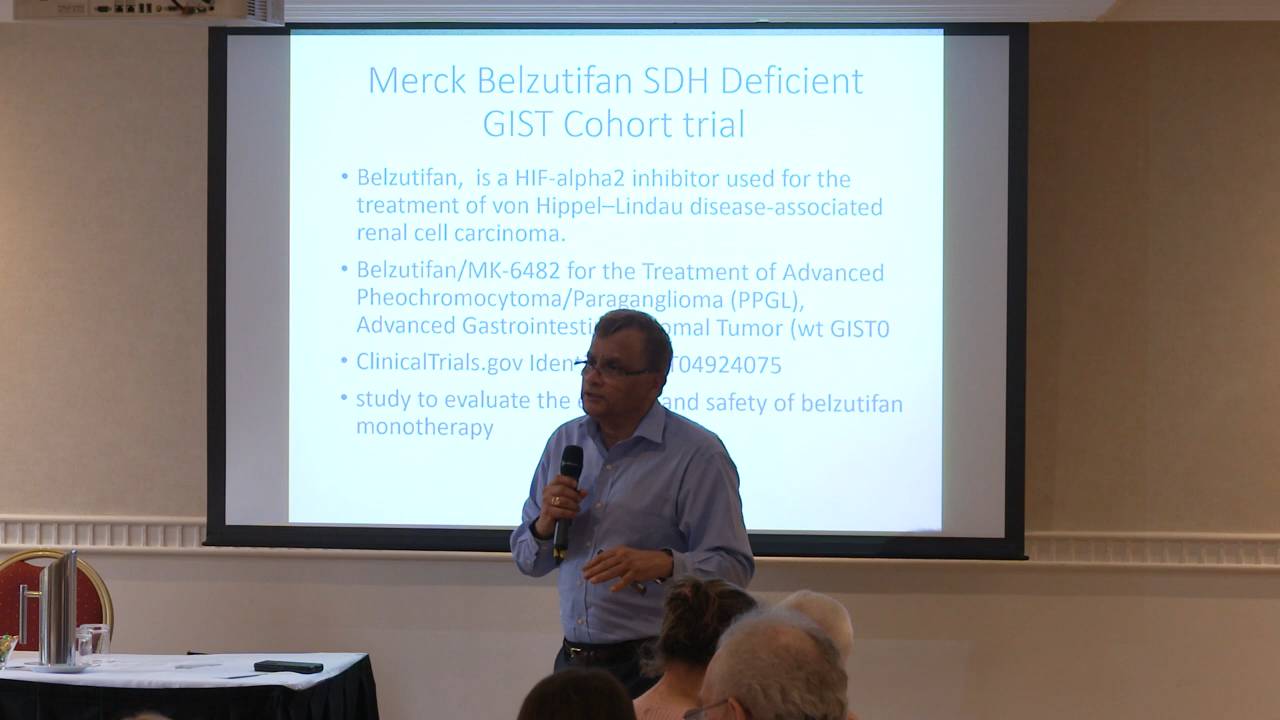 Merck Belzutifan SDH Deficient
GIST Cohort trial
• Belzutifan, is a HIF-alpha2 inhibitor used for the
treatment of von Hippel–Lindau disease-associated
renal cell carcinoma.
• Belzutifan/MK-6482 for the Treatment of Advanced
Pheochromocytoma/Paraganglioma (PPGL),
Advanced Gastrointesti omal Tumor (wt GIST0
• ClinicalTrials.gov Iden T04924075
• study to evaluate the and safety of belzutifan
monotherapy